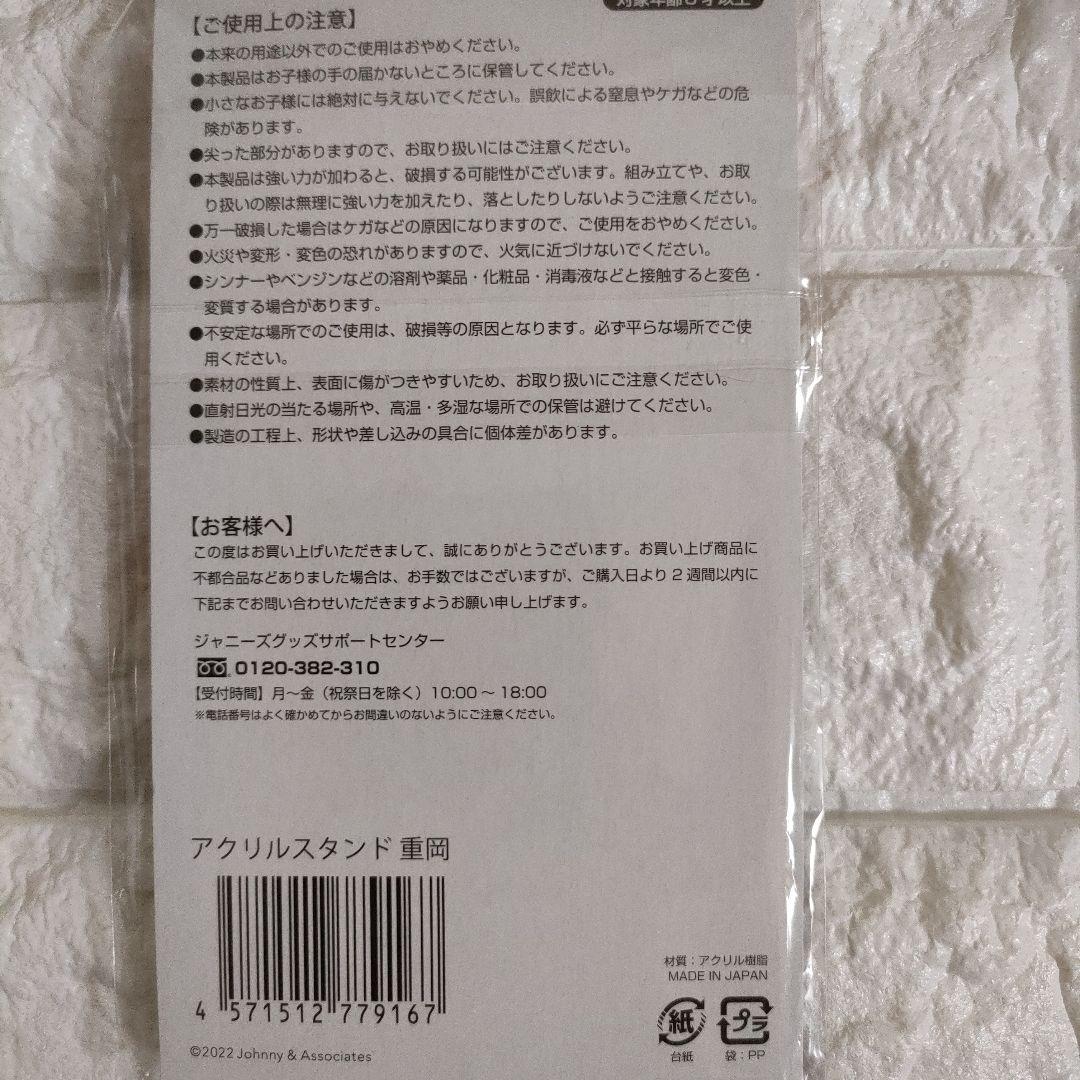 対象年齢6才以上
【ご使用上の注意】
●本来の用途以外でのご使用はおやめください。
●本製品はお子様の手の届かないところに保管してください。
●小さなお子様には絶対に与えないでください。誤飲による窒息やケガなどの危
険があります。
●尖った部分がありますので、お取り扱いにはご注意ください。
●本製品は強い力が加わると、破損する可能性がございます。組み立てや、お取
り扱いの際は無理に強い力を加えたり、落としたりしないようご注意ください。
●万一破損した場合はケガなどの原因になりますので、ご使用をおやめください。
●火災や変形・変色の恐れがありますので、火気に近づけないでください。
●シンナーやベンジンなどの溶剤や薬品・化粧品・消毒液などと接触すると変色・
変質する場合があります。
●不安定な場所でのご使用は、破損等の原因となります。必ず平らな場所でご使
用ください。
●素材の性質上、表面に傷がつきやすいため、お取り扱いにご注意ください。
●直射日光の当たる場所や、高温・多湿な場所での保管は避けてください。
●製造の工程上、形状や差し込みの具合に個体差があります。
【お客様へ】
この度はお買い上げいただきまして、誠にありがとうございます。お買い上げ商品に
不都合品などありました場合は、お手数ではございますが、ご購入日より2週間以内に
下記までお問い合わせいただきますようお願い申し上げます。
ジャニーズグッズサポートセンター
0120-382-310
【受付時間】月〜金（祝祭日を除く）10:00〜18:00
※電話番号はよく確かめてからお間違いのないようにご注意ください。
アクリルスタンド 重岡
4 571512 779167
©2022 Johnny & Associates
材質：アクリル樹脂
MADE IN JAPAN
紙 プラ
台紙 袋：PP